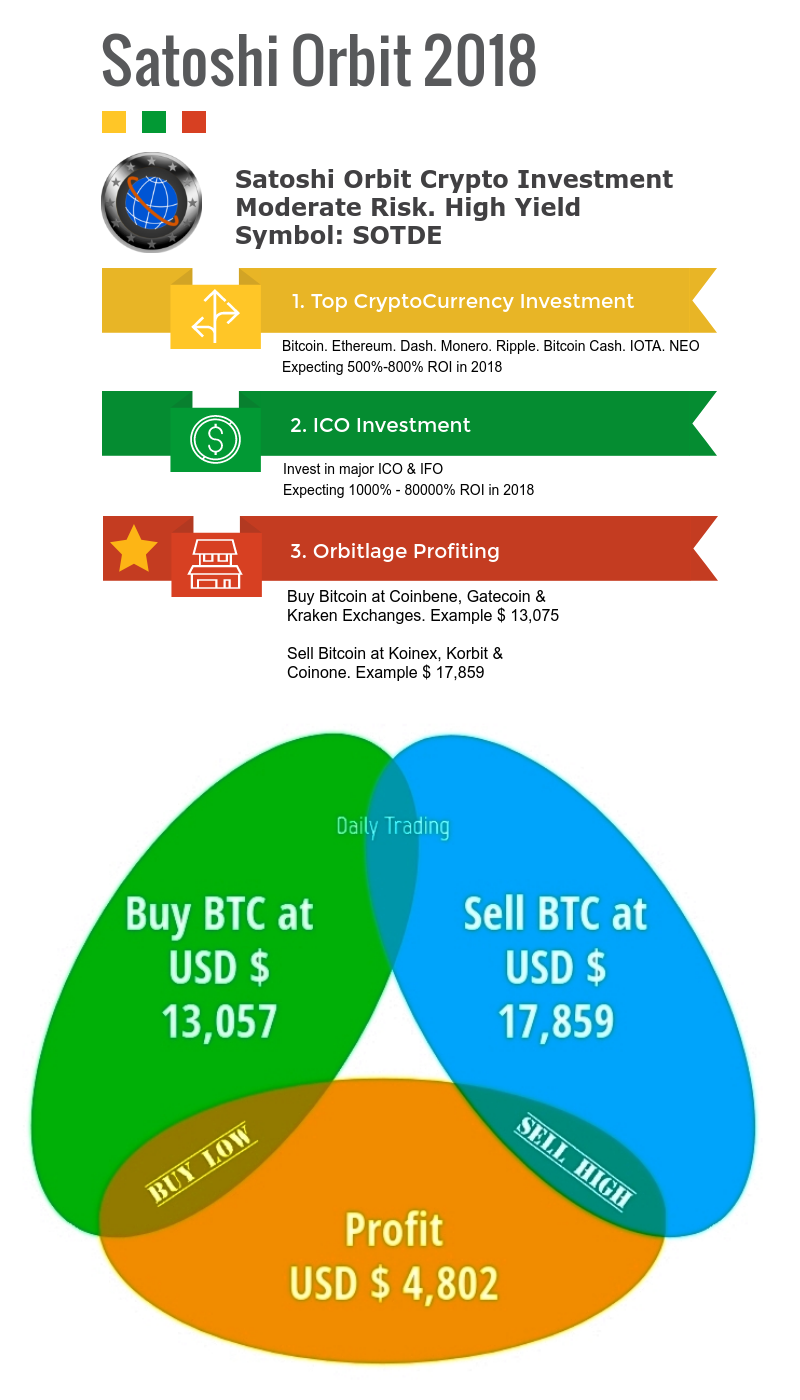 Satoshi Orbit 2018
Satoshi Orbit Crypto Investment
Moderate Risk. High Yield
Symbol: SOTDE
1. Top CryptoCurrency Investment
Bitcoin. Ethereum. Dash. Monero. Ripple. Bitcoin Cash. IOTA. NEO
Expecting 500%-800% ROI in 2018
2. ICO Investment
$
Invest in major ICO & IFO
Expecting 1000% - 80000% ROI in 2018
3. Orbitlage Profiting
Buy Bitcoin at Coinbene, Gatecoin &
Kraken Exchanges. Example $ 13,075
Sell Bitcoin at Koinex, Korbit &
Coinone. Example $ 17,859
Daily Trading
Buy BTC at
USD $
13,057
Sell BTC at
USD $
17,859
BUY LOW
SELL HIGH
Profit
USD $ 4,802